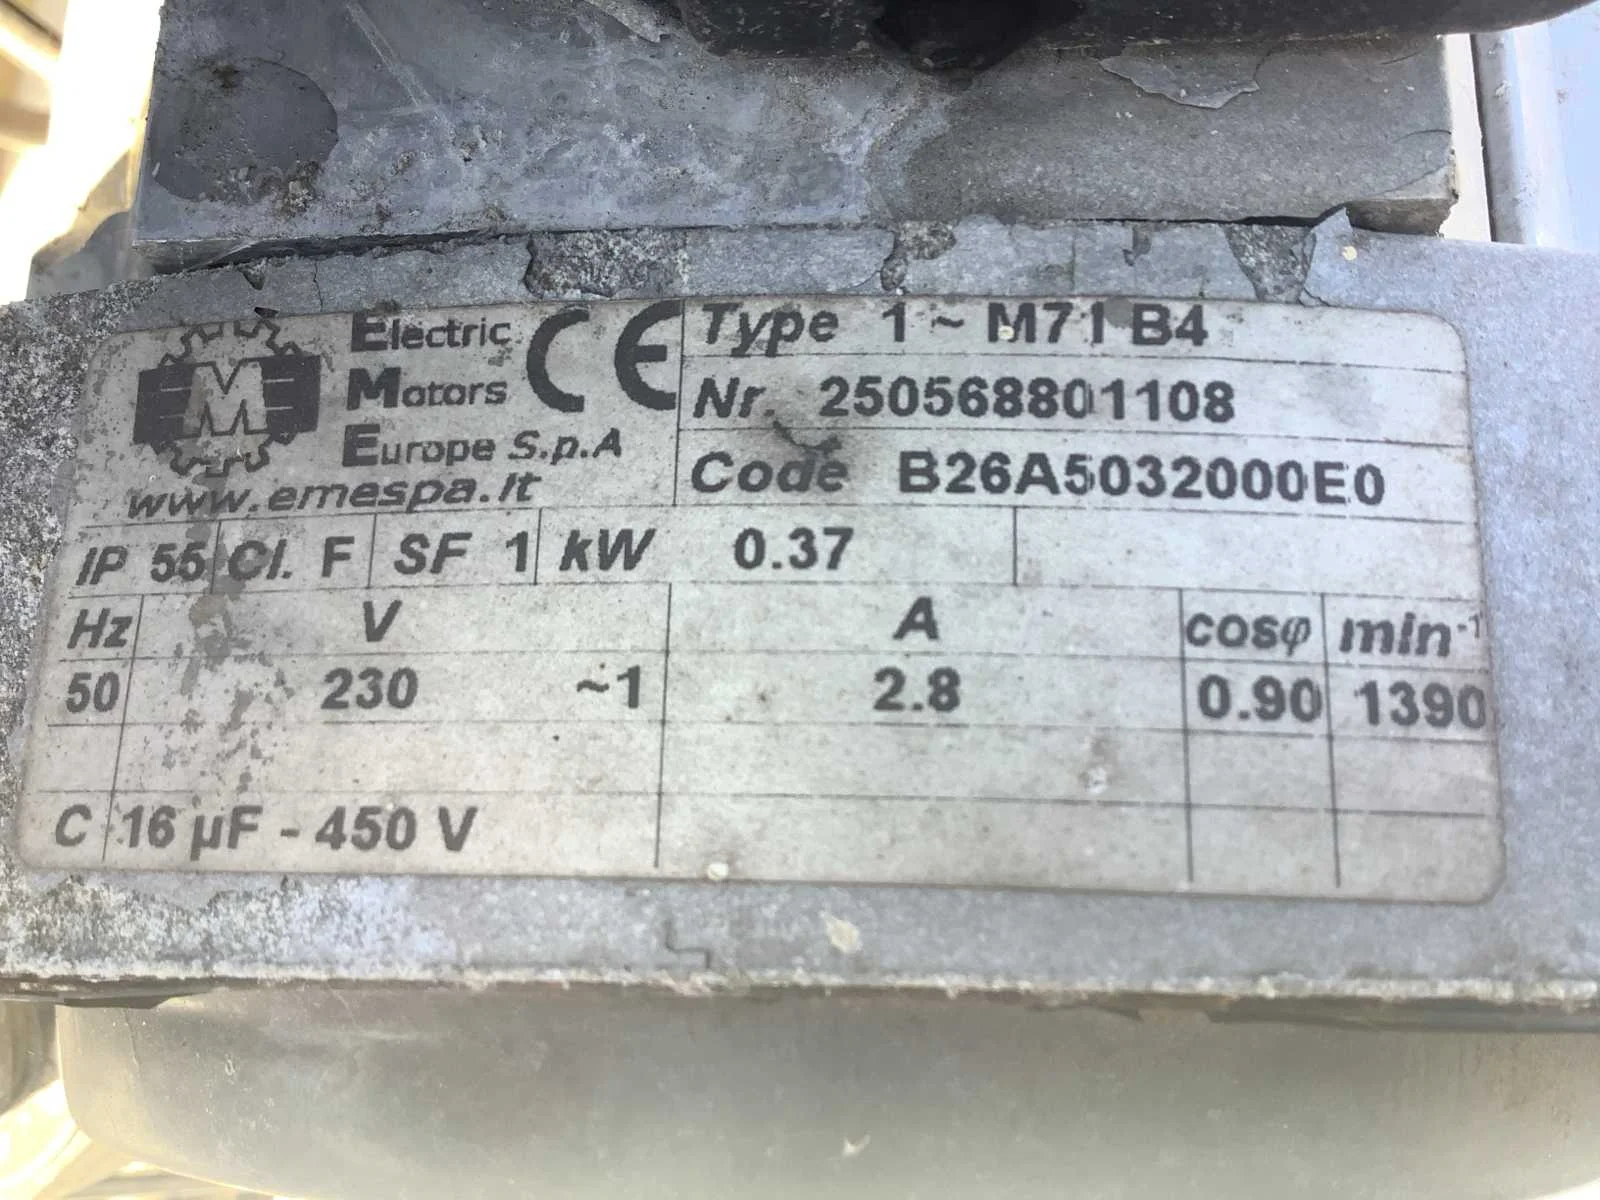 M
Electric
Motors
Europe S.p.A
CE
www.emespa.it
Type 1 ~ M71 B4
Nr. 250568801108
Code B26A5032000E0
IP 55 Cl. F SF 1 kW 0.37
Hz V A cosφ min-1
50 230 ~1 2.8 0.90 1390
C 16 µF - 450 V